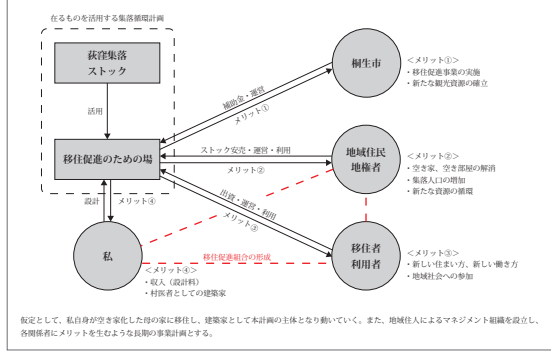 在るものを活用する集落循環計画
荻窪集落
ストック
活用
移住促進のための場
設計
メリット④
私
補助金・運営
メリット①
桐生市
<メリット①>
・移住促進事業の実施
・新たな観光資源の確立
ストック安売・運営・利用
メリット②
地域住民
地権者
<メリット②>
・空き家、空き部屋の解消
・集落人口の増加
・新たな資源の循環
出資・運営・利用
メリット③
移住者
利用者
<メリット③>
・新しい住まい方、新しい働き方
・地域社会への参加
移住促進組合の形成
<メリット④>
・収入（設計料）
・村医者としての建築家
仮定として、私自身が空き家化した母の家に移住し、建築家として本計画の主体となり動いていく。また、地域住人によるマネジメント組織を設立し、
各関係者にメリットを生むような長期の事業計画とする。